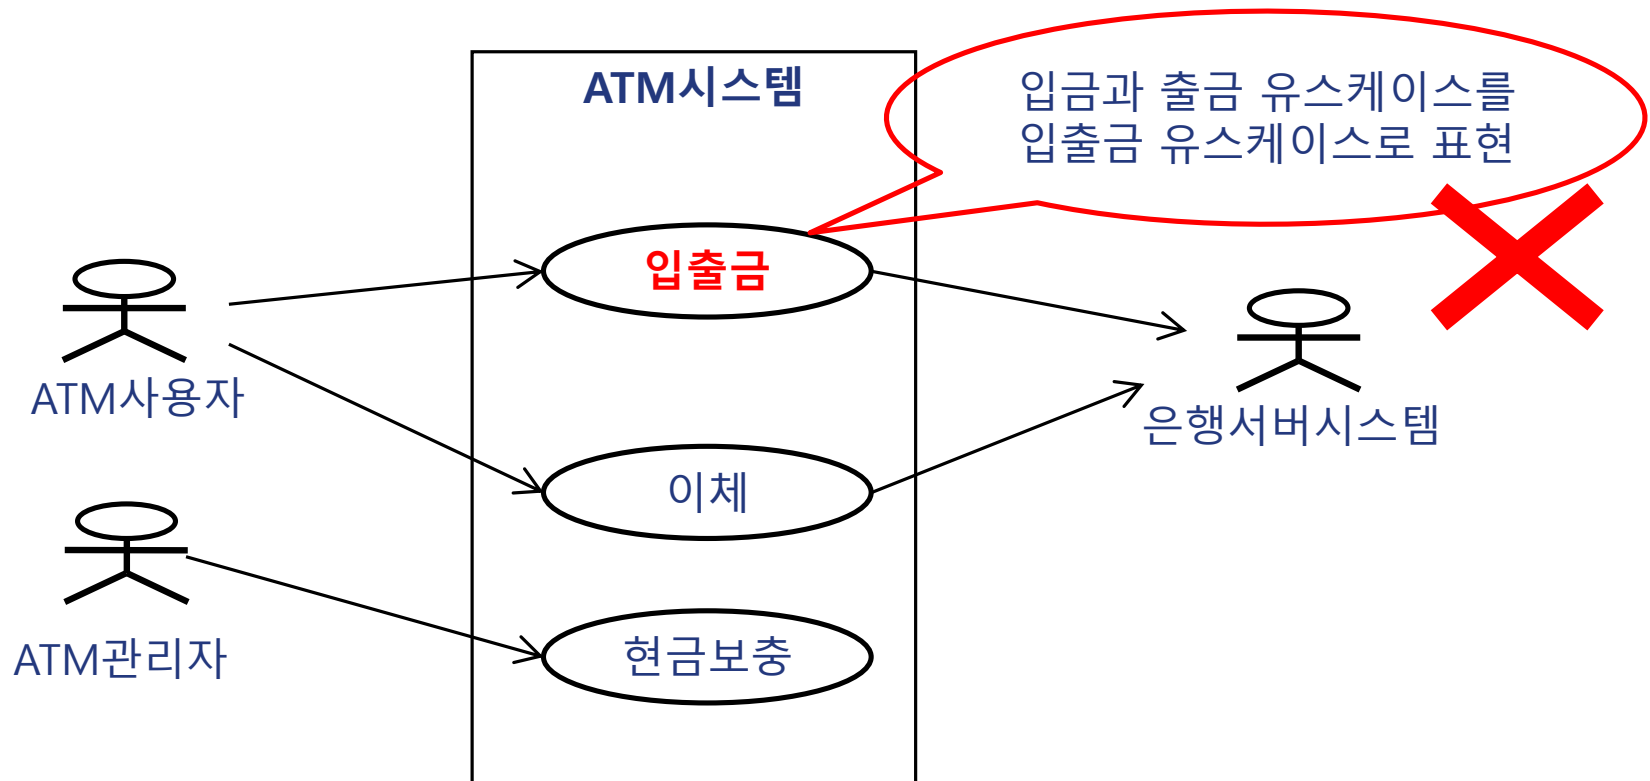 ATM시스템
입금과 출금 유스케이스를
입출금 유스케이스로 표현
입출금
ATM사용자
은행서버시스템
이체
ATM관리자
현금보충